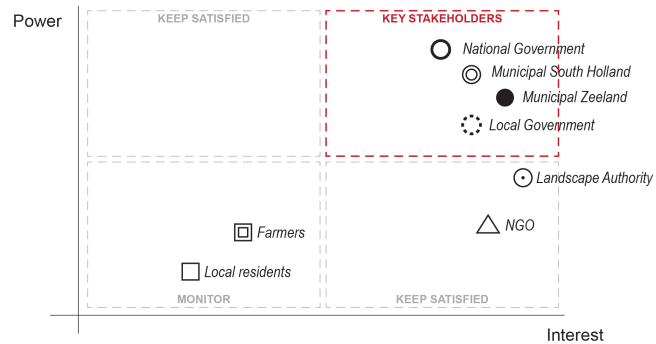 Power
KEEP SATISFIED
KEY STAKEHOLDERS
National Government
Municipal South Holland
Municipal Zeeland
Local Government
Landscape Authority
NGO
Farmers
Local residents
MONITOR
KEEP SATISFIED
Interest